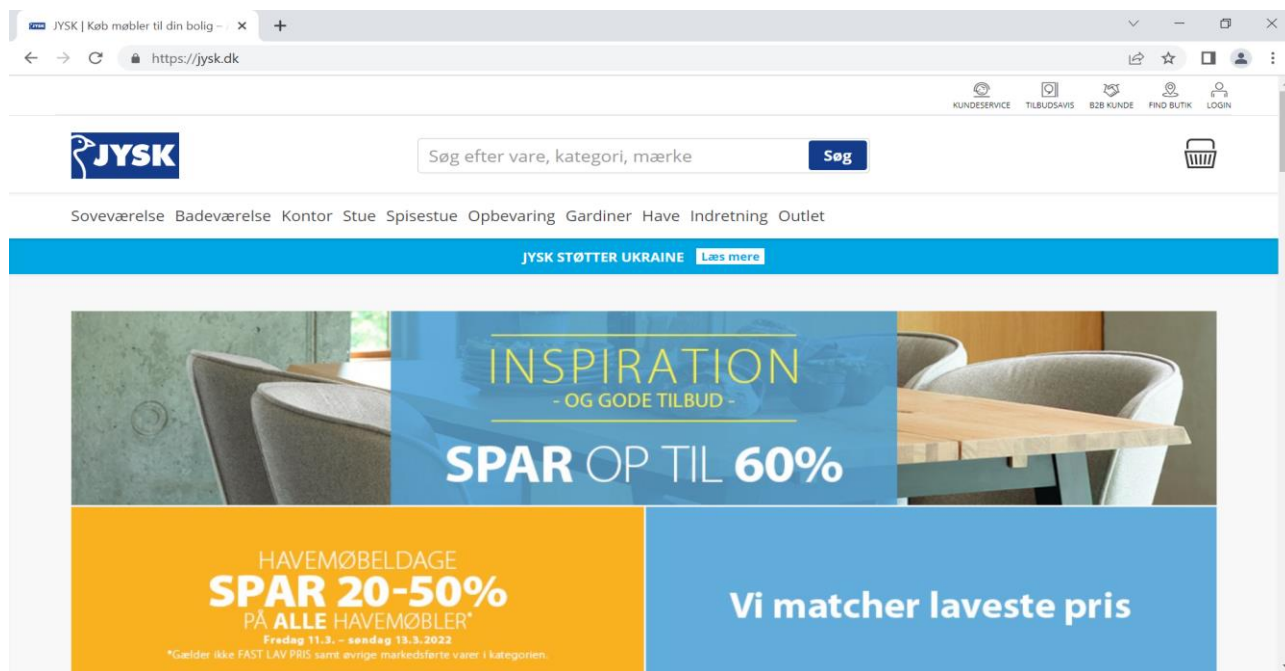 JYSK | Køb møbler til din bolig –
https://jysk.dk
KUNDESERVICE TILBUDSAVIS B2B KUNDE FIND BUTIK LOGIN
JYSK
Søg efter vare, kategori, mærke Søg
Soveværelse Badeværelse Kontor Stue Spisestue Opbevaring Gardiner Have Indretning Outlet
JYSK STØTTER UKRAINE Læs mere
INSPIRATION
- OG GODE TILBUD -
SPAR OP TIL 60%
HAVEMØBELDAGE
SPAR 20-50%
PÅ ALLE HAVEMØBLER*
Fredag 11.3. – søndag 13.3.2022
*Gælder ikke FAST LAV PRIS samt øvrige markedsførte varer i kategorien.
Vi matcher laveste pris